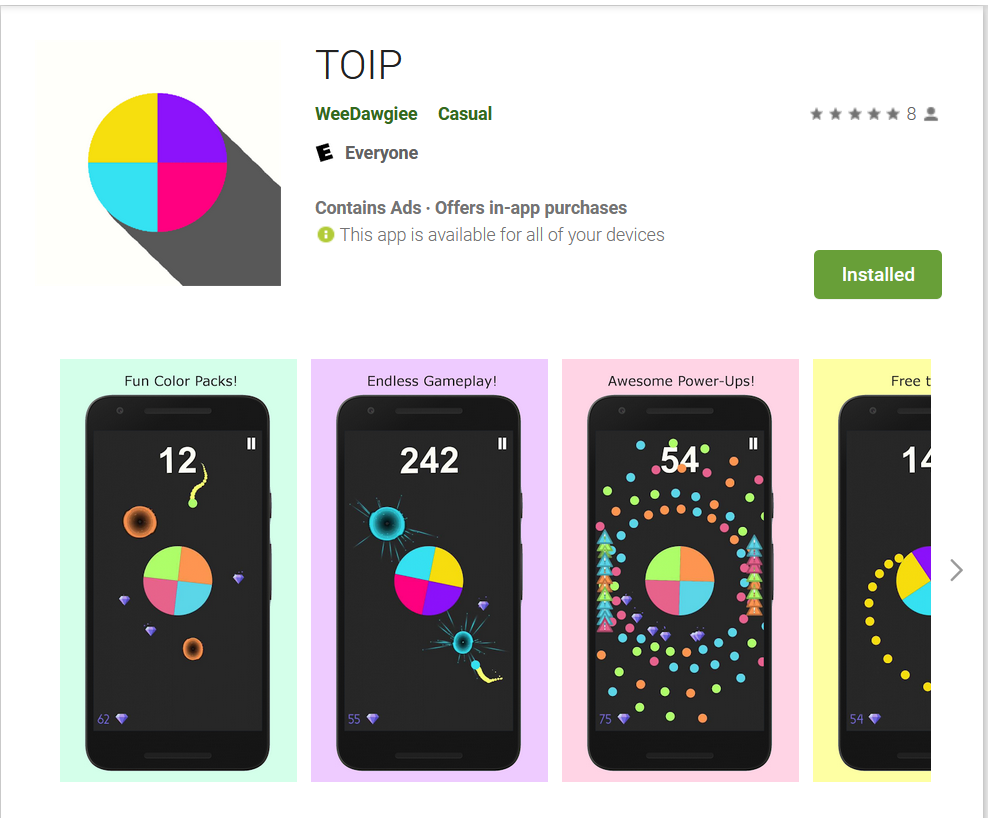 TOIP
WeeDawgiee Casual
8
E Everyone
Contains Ads · Offers in-app purchases
This app is available for all of your devices
Installed
Fun Color Packs!
12
62
Endless Gameplay!
242
55
Awesome Power-Ups!
54
75
Free t
14
54